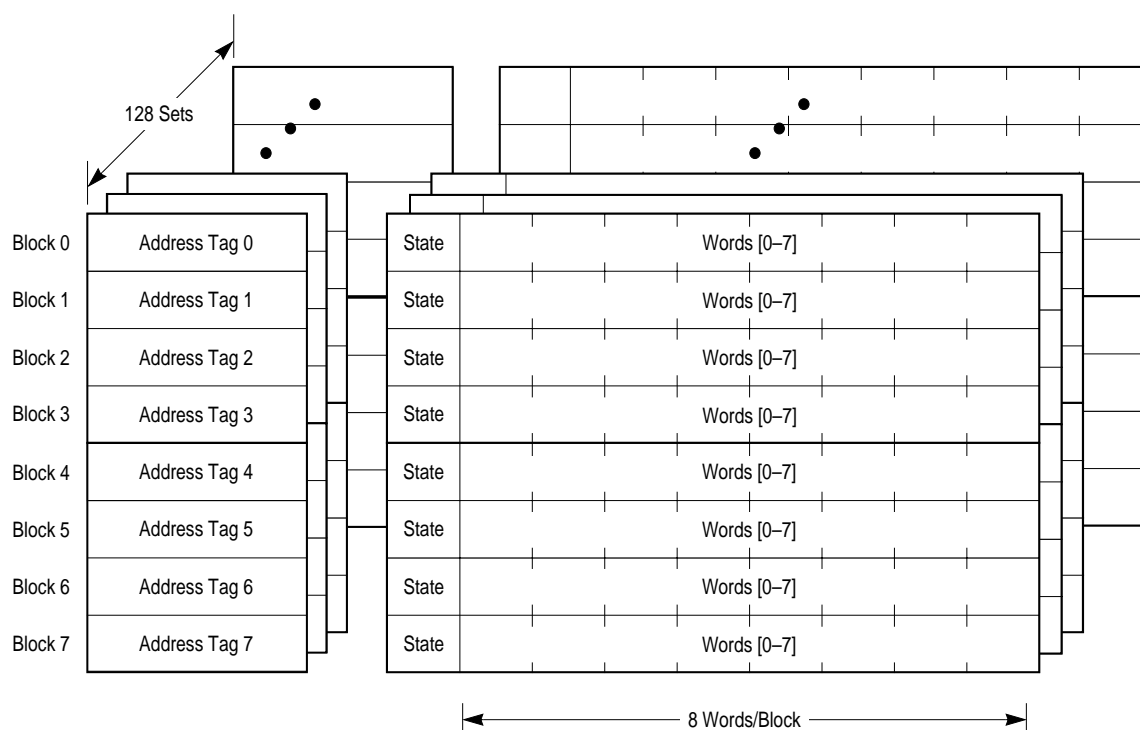 128 Sets
Block 0 Address Tag 0 State Words [0–7]
Block 1 Address Tag 1 State Words [0–7]
Block 2 Address Tag 2 State Words [0–7]
Block 3 Address Tag 3 State Words [0–7]
Block 4 Address Tag 4 State Words [0–7]
Block 5 Address Tag 5 State Words [0–7]
Block 6 Address Tag 6 State Words [0–7]
Block 7 Address Tag 7 State Words [0–7]
8 Words/Block